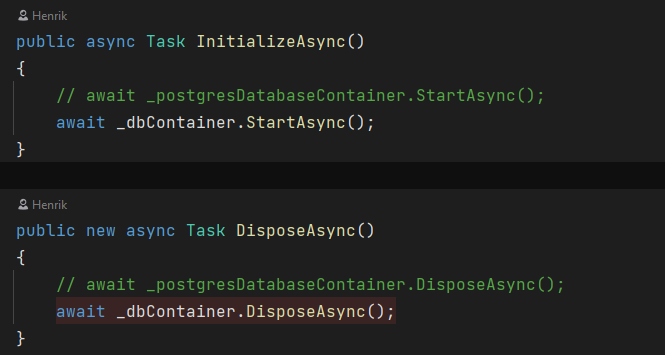 Henrik
public async Task InitializeAsync()
{
    // await _postgresDatabaseContainer.StartAsync();
    await _dbContainer.StartAsync();
}
Henrik
public new async Task DisposeAsync()
{
    // await _postgresDatabaseContainer.DisposeAsync();
    await _dbContainer.DisposeAsync();
}